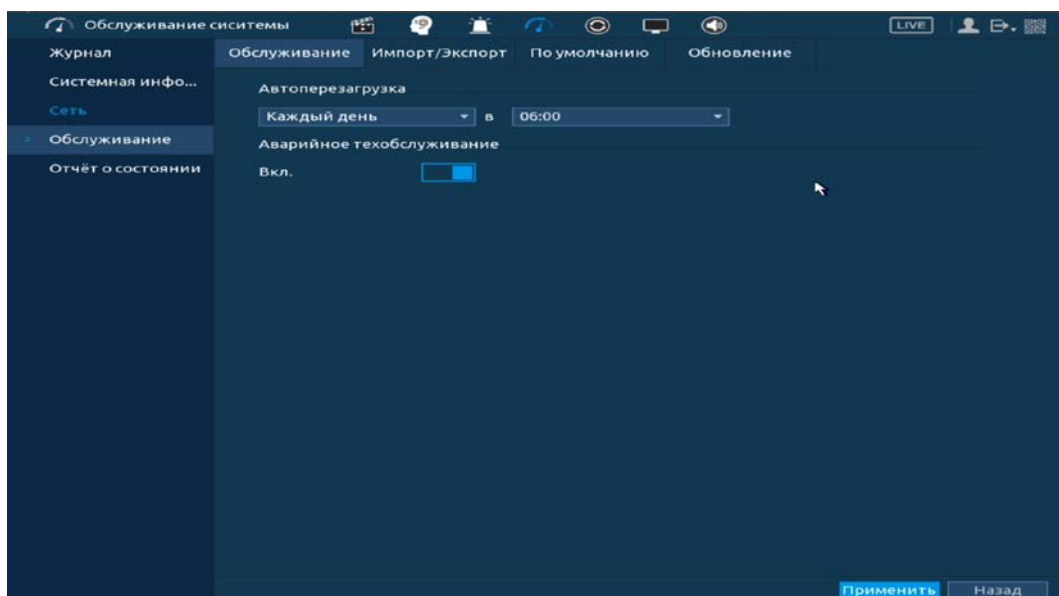 Обслуживание сиситемы
LIVE
Журнал
Системная инфо...
Сеть
Обслуживание
Отчёт о состоянии
Обслуживание Импорт/Экспорт По умолчанию Обновление
Автоперезагрузка
Каждый день в 06:00
Аварийное техобслуживание
Вкл.
Применить Назад